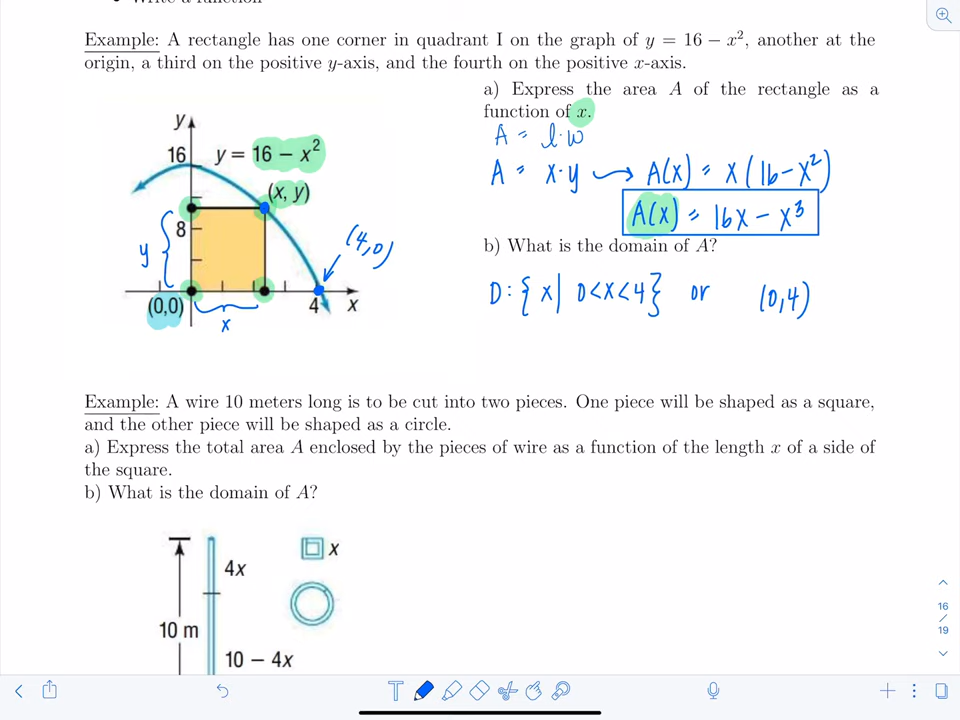 Example: A rectangle has one corner in quadrant I on the graph of y = 16 − x², another at the
origin, a third on the positive y-axis, and the fourth on the positive x-axis.
a) Express the area A of the rectangle as a
function of x.
A = l·w
A = x·y → A(x) = x(16−x²)
A(x) = 16x − x³
b) What is the domain of A?
D: { x | 0<x<4 } or (0,4)
y
16
y = 16 − x²
(x, y)
8
y
(4,0)
(0,0)
4
x
x
Example: A wire 10 meters long is to be cut into two pieces. One piece will be shaped as a square,
and the other piece will be shaped as a circle.
a) Express the total area A enclosed by the pieces of wire as a function of the length x of a side of
the square.
b) What is the domain of A?
x
4x
10 m
10 − 4x
16
/
19
T